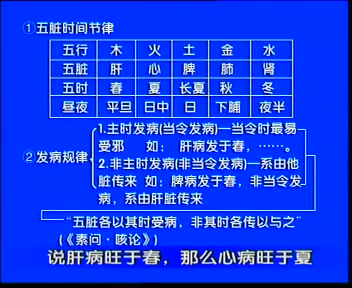 ①五脏时间节律
五行 木 火 土 金 水
五脏 肝 心 脾 肺 肾
五时 春 夏 长夏 秋 冬
昼夜 平旦 日中 日 下晡 夜半
②发病规律
1.主时发病(当令发病)—当令时最易
受邪 如： 肝病发于春，……。
2.非主时发病(非当令发病)—系由他
脏传来 如：脾病发于春，非当令发
病，系由肝脏传来
“五脏各以其时受病，非其时各传以与之”
(《素问·咳论》)
说肝病旺于春，那么心病旺于夏